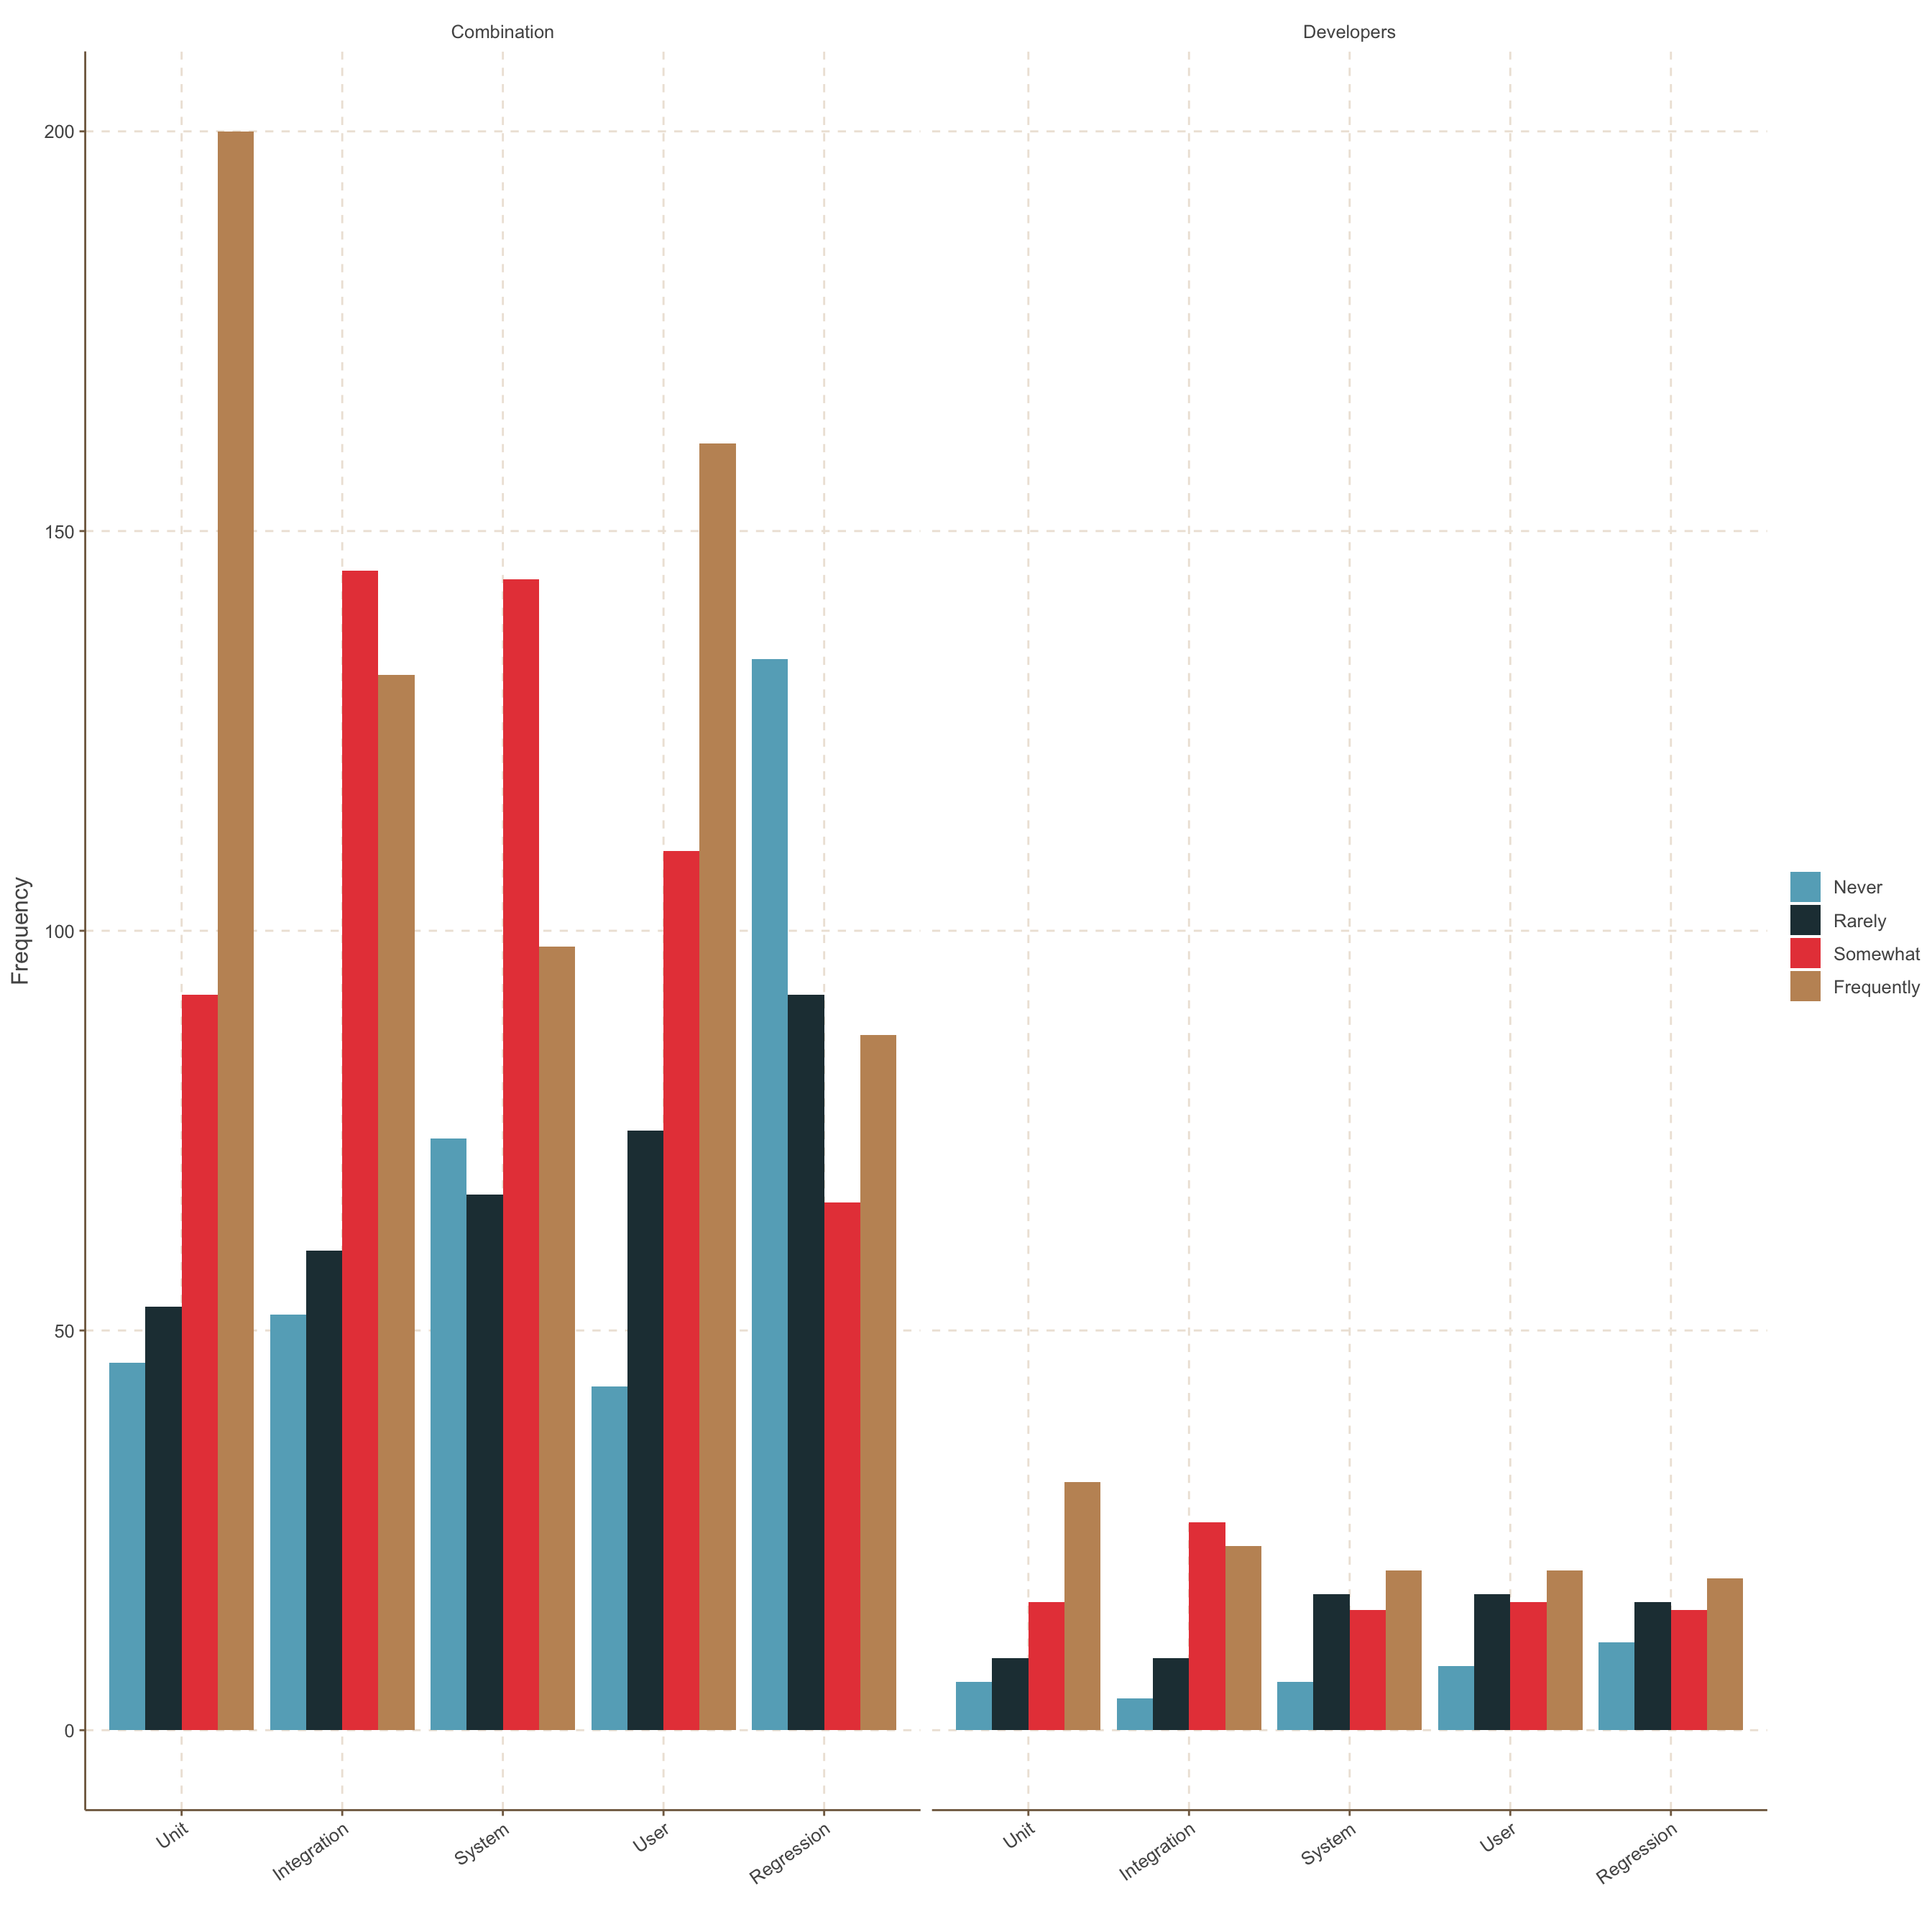 Combination
Developers
200
150
100
50
0
Frequency
Unit
Integration
System
User
Regression
Unit
Integration
System
User
Regression
Never
Rarely
Somewhat
Frequently